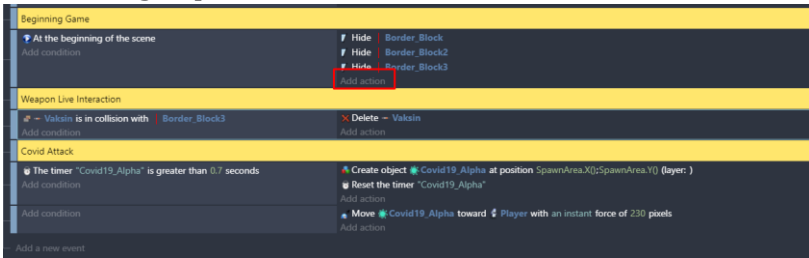 Beginning Game
At the beginning of the scene
Add condition
Hide Border_Block
Hide Border_Block2
Hide Border_Block3
Add action
Weapon Live Interaction
Vaksin is in collision with Border_Block3
Add condition
Delete Vaksin
Add action
Covid Attack
The timer "Covid19_Alpha" is greater than 0.7 seconds
Add condition
Create object Covid19_Alpha at position SpawnArea.X();SpawnArea.Y() (layer: )
Reset the timer "Covid19_Alpha"
Add action
Add condition
Move Covid19_Alpha toward Player with an instant force of 230 pixels
Add action
Add a new event